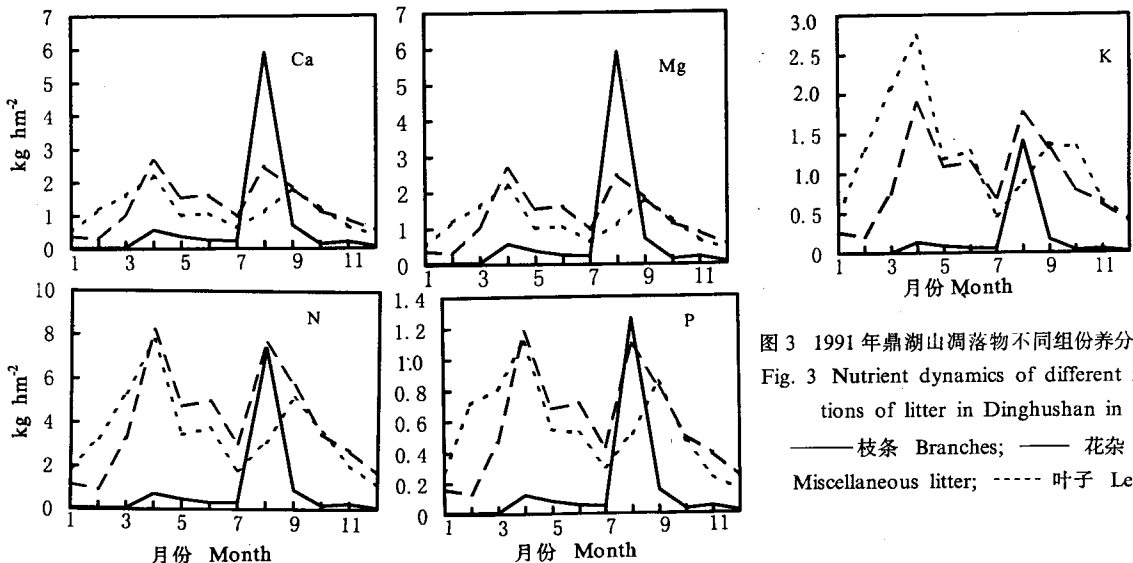 7
6
5
4
3
2
1
0
kg hm-2
Ca
1 3 5 7 9 11
7
6
5
4
3
2
1
0
Mg
1 3 5 7 9 11
3.0
2.5
2.0
1.5
1.0
0.5
0
K
1 3 5 7 9 11
月份 Month
10
8
6
4
2
0
kg hm-2
N
1 3 5 7 9 11
月份 Month
1.4
1.2
1.0
0.8
0.6
0.4
0.2
0
P
1 3 5 7 9 11
月份 Month
图 3 1991 年鼎湖山凋落物不同组份养分
Fig. 3 Nutrient dynamics of different
tions of litter in Dinghushan in
枝条 Branches; 花杂
Miscellaneous litter; 叶子 Le